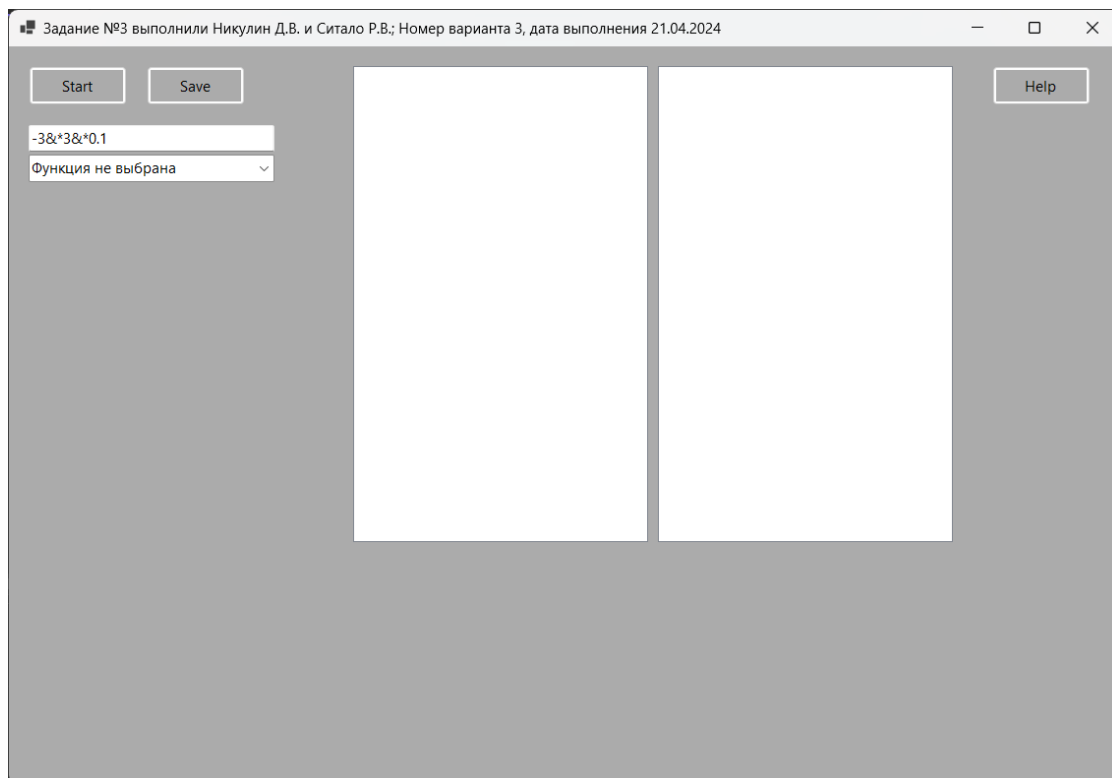 Задание №3 выполнили Никулин Д.В. и Ситало Р.В.; Номер варианта 3, дата выполнения 21.04.2024
Start Save Help
-3&*3&*0.1
Функция не выбрана